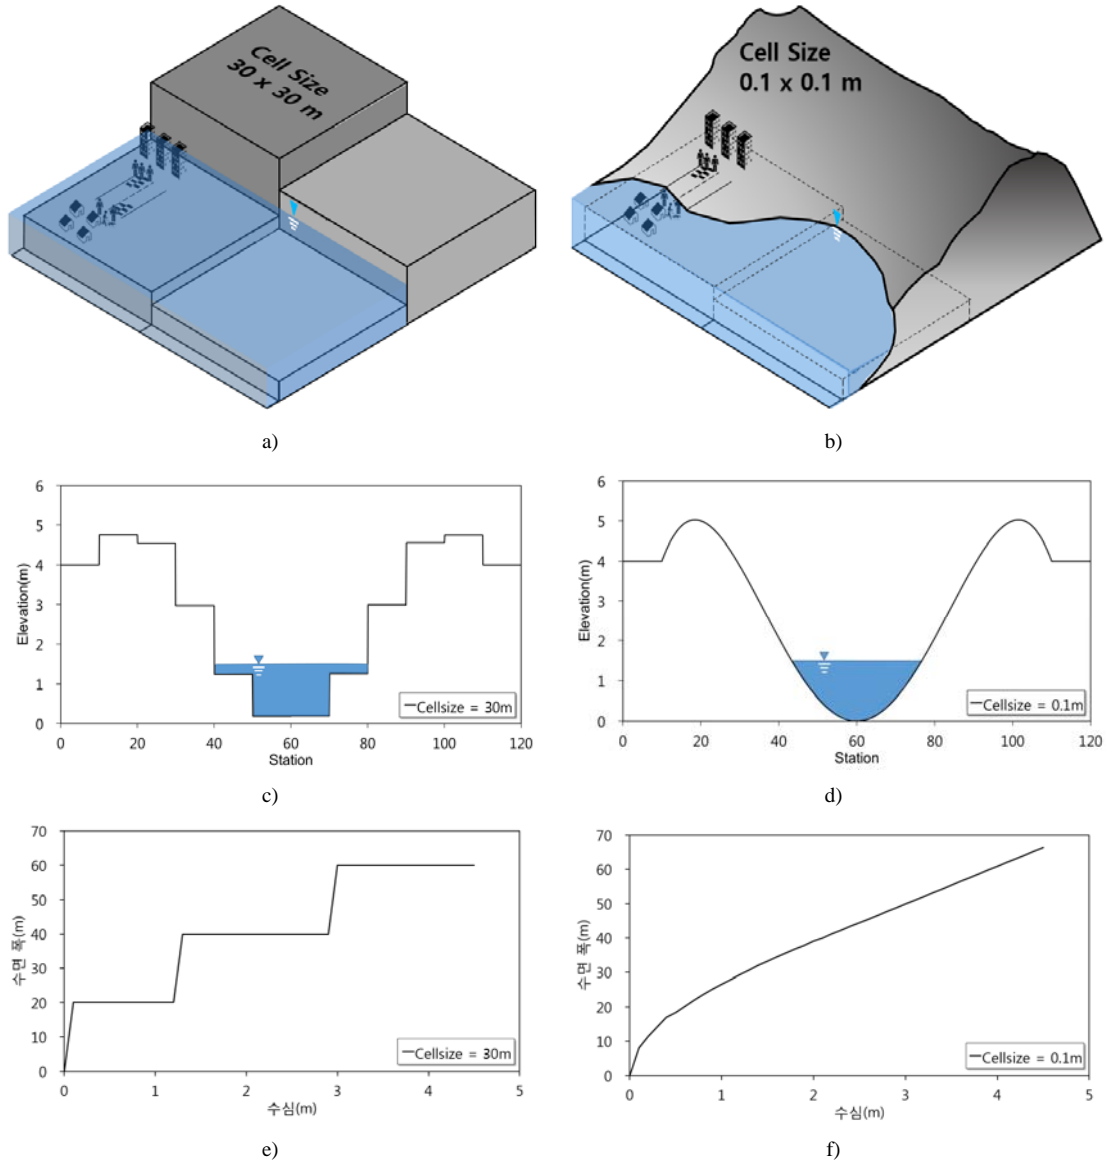 Cell Size
30 x 30 m
Cell Size
0.1 x 0.1 m
a)
b)
6
5
4
3
2
1
0
Elevation(m)
Cellsize = 30m
0
20
40
60
80
100
120
Station
6
5
4
3
2
1
0
Elevation(m)
Cellsize = 0.1m
0
20
40
60
80
100
120
Station
c)
d)
70
60
50
40
30
20
10
0
수면 폭(m)
Cellsize = 30m
0
1
2
3
4
5
수심(m)
70
60
50
40
30
20
10
0
수면 폭(m)
Cellsize = 0.1m
0
1
2
3
4
5
수심(m)
e)
f)